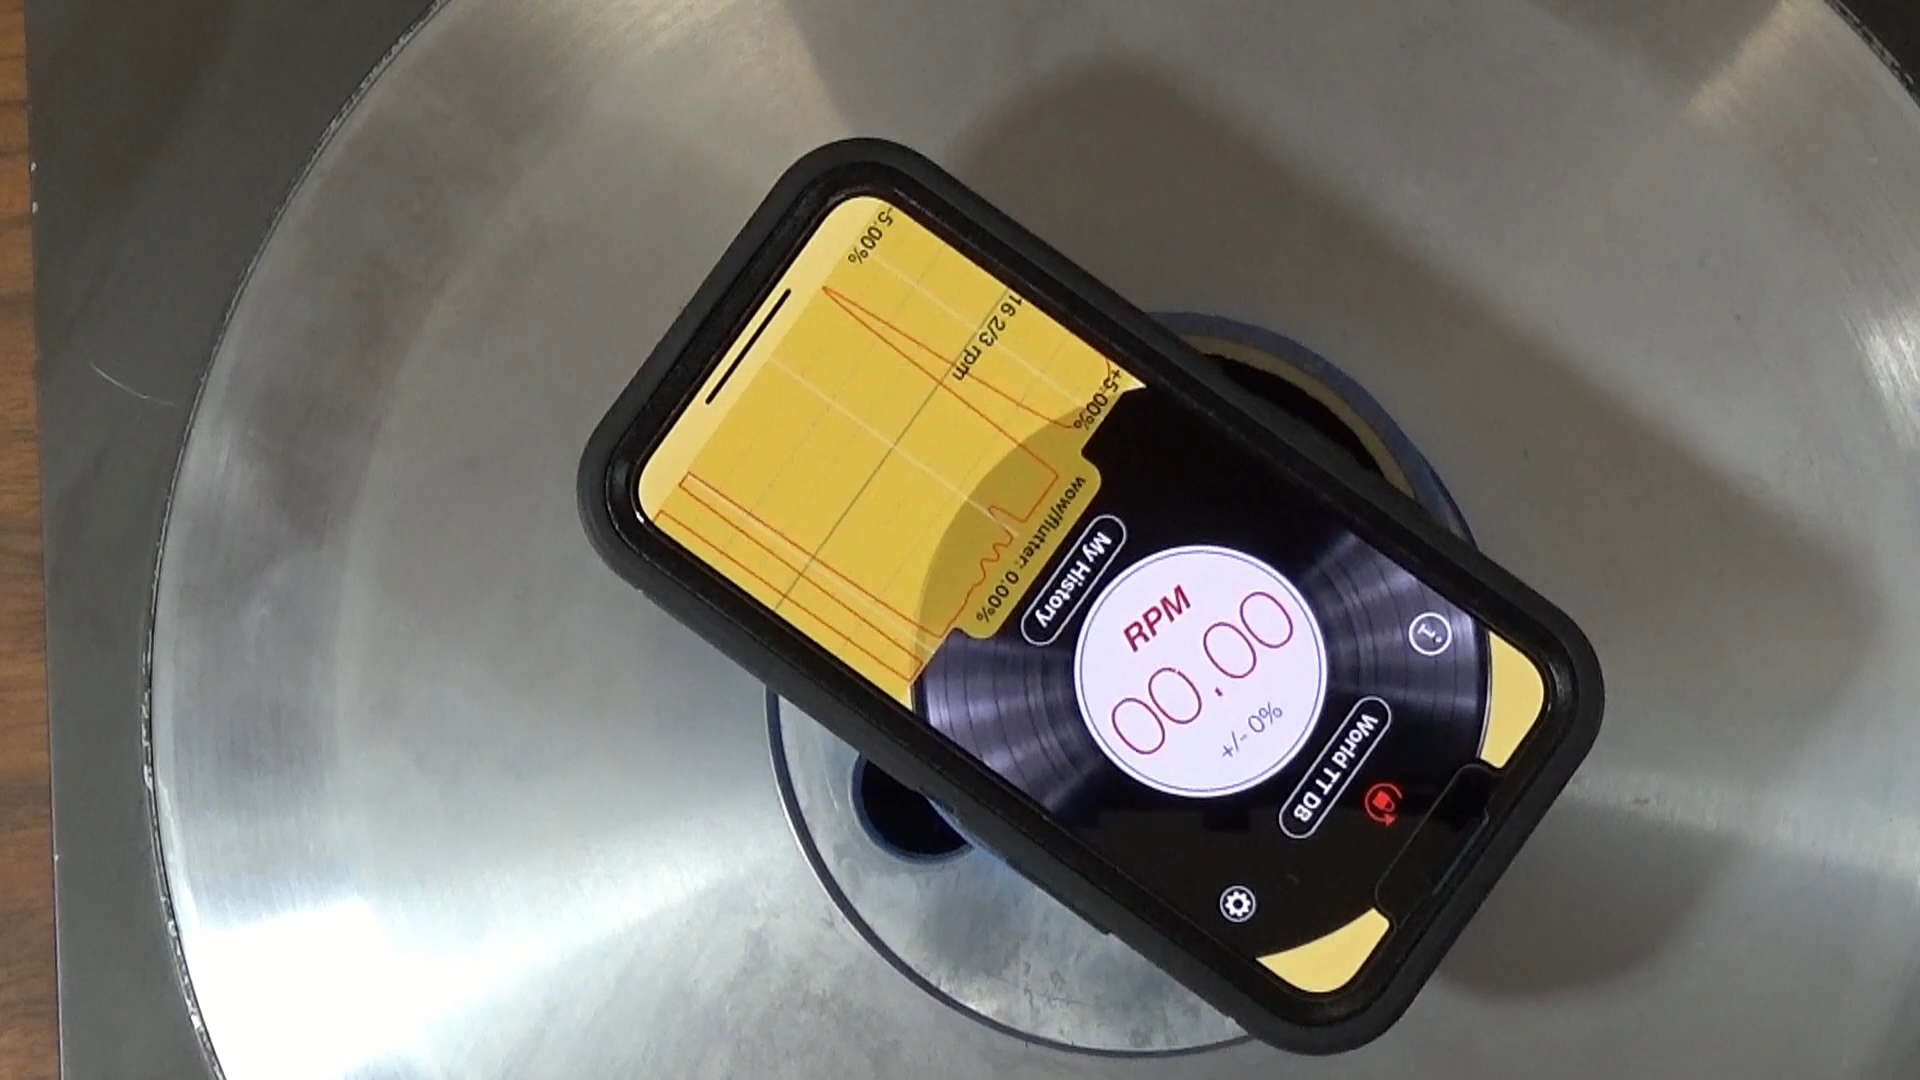 World TT DB
+/- 0%
00.00
RPM
i
My History
wow/flutter: 0.00%
+5.00%
16 2/3 rpm
-5.00%